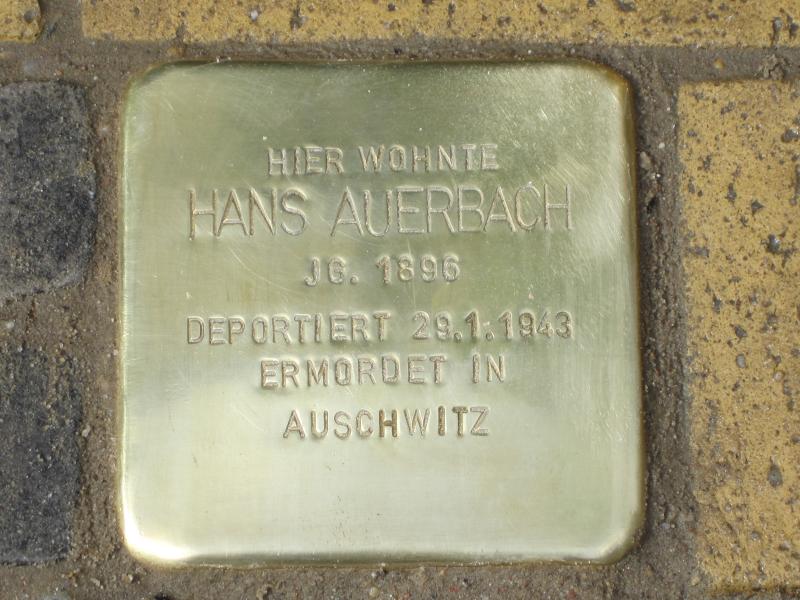 HIER WOHNTE
HANS AUERBACH
JG. 1896
DEPORTIERT 29.1.1943
ERMORDET IN
AUSCHWITZ